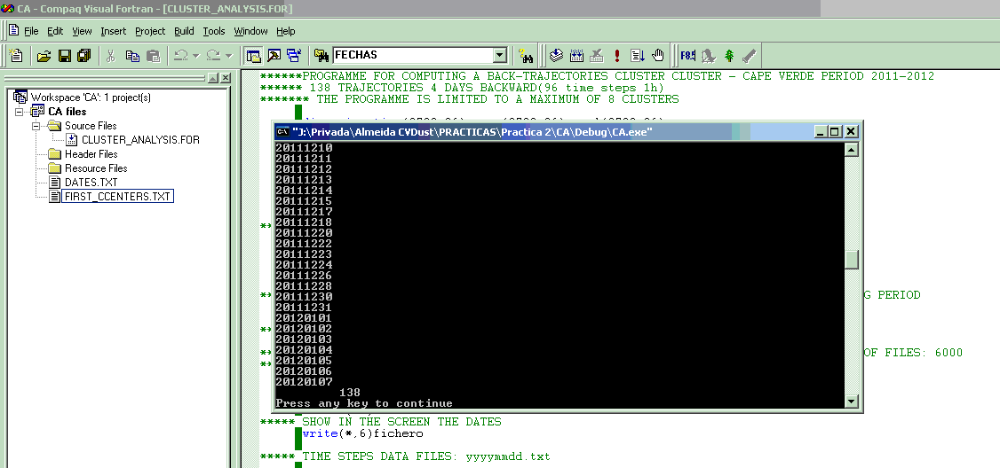 CA - Compaq Visual Fortran - [CLUSTER_ANALYSIS.FOR]
File Edit View Insert Project Build Tools Window Help
FECHAS
Workspace 'CA': 1 project(s)
CA files
Source Files
CLUSTER_ANALYSIS.FOR
Header Files
Resource Files
DATES.TXT
FIRST_CCENTERS.TXT
******PROGRAMME FOR COMPUTING A BACK-TRAJECTORIES CLUSTER CLUSTER - CAPE VERDE PERIOD 2011-2012
****** 138 TRAJECTORIES 4 DAYS BACKWARD(96 time steps 1h)
******* THE PROGRAMME IS LIMITED TO A MAXIMUM OF 8 CLUSTERS
"J:\Privada\Almeida CVDust\PRACTICAS\Practica 2\CA\Debug\CA.exe"
20111210
20111211
20111212
20111213
20111214
20111215
20111217
20111218
20111220
20111222
20111223
20111224
20111226
20111228
20111230
20111231
20120101
20120102
20120103
20120104
20120105
20120106
20120107
138
Press any key to continue
**
**
G PERIOD
**
OF FILES: 6000
**
***** SHOW IN THE SCREEN THE DATES
write(*,6)fichero
***** TIME STEPS DATA FILES: yyyymmdd.txt